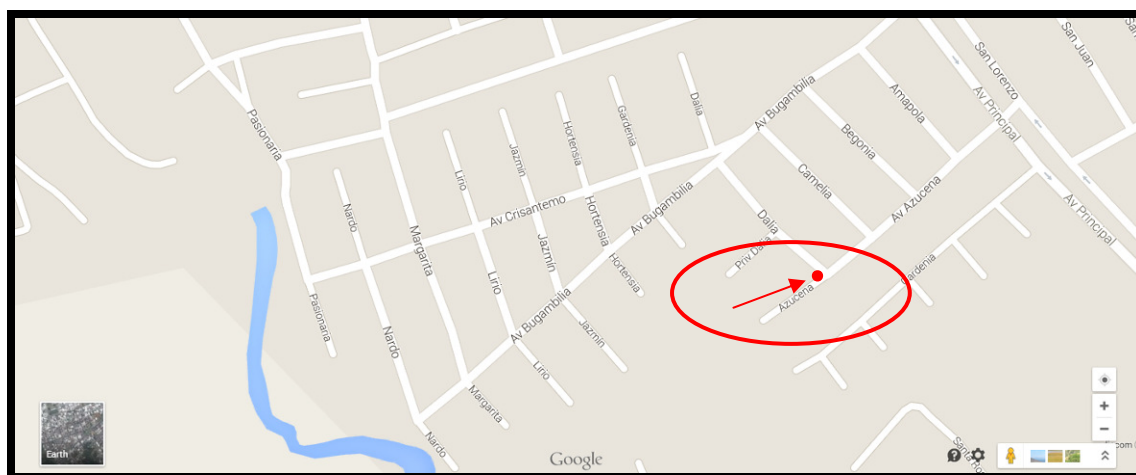 San Juan
San Lorenzo
Av Principal
Av Principal
Amapola
Begonia
Camelia
Av Bugambilia
Dalia
Gardenia
Hortensia
Jazmin
Lirio
Pasionaria
Nardo
Margarita
Av Crisantemo
Hortensia
Av Bugambilia
Av Azucena
Dalia
Priv Dalia
Gardenia
Azucena
Hortensia
Jazmín
Lirio
Pasionaria
Nardo
Av Bugambilia
Jazmín
Lirio
Margarita
Nardo
Earth
Google